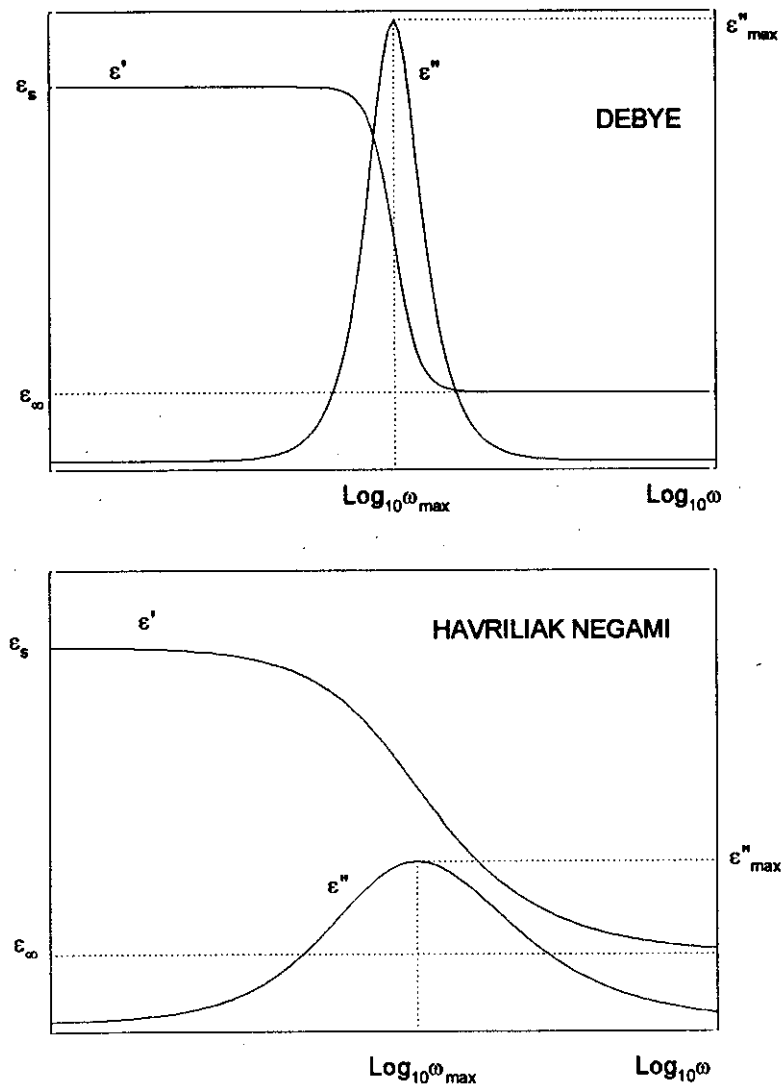 ε"max
ε' ε"
εs
DEBYE
ε∞
Log10ωmax Log10ω
ε'
HAVRILIAK NEGAMI
εs
ε"max
ε"
ε∞
Log10ωmax Log10ω